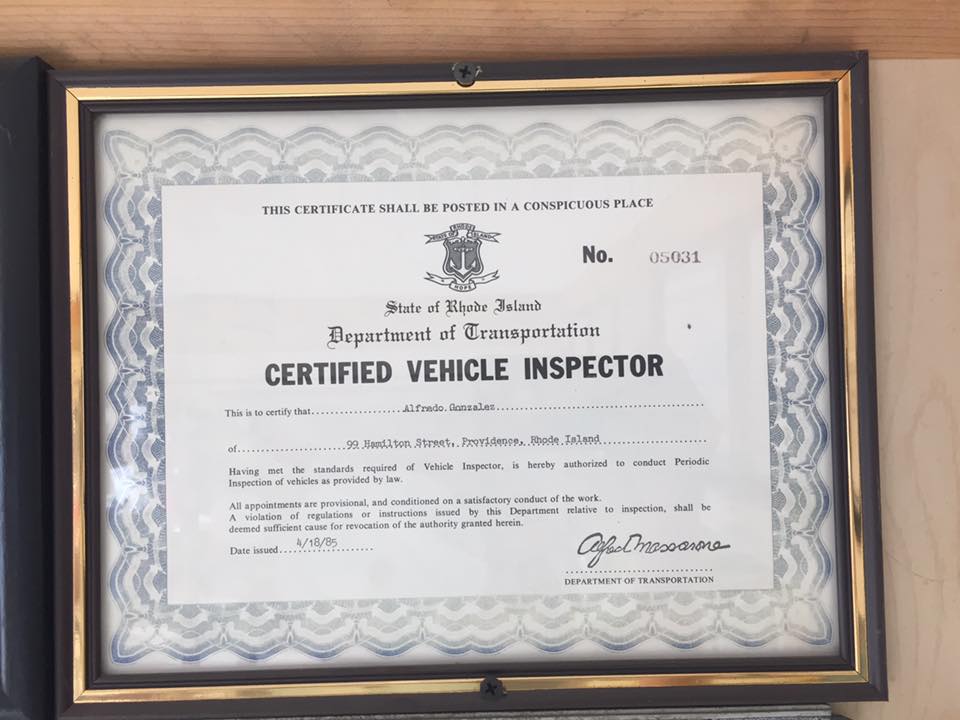 THIS CERTIFICATE SHALL BE POSTED IN A CONSPICUOUS PLACE
STATE OF RHODE ISLAND
HOPE
No. 05031
State of Rhode Island
Department of Transportation
CERTIFIED VEHICLE INSPECTOR
This is to certify that Alfredo Gonzalez
of 99 Hamilton Street, Providence, Rhode Island
Having met the standards required of Vehicle Inspector, is hereby authorized to conduct Periodic
Inspection of vehicles as provided by law.
All appointments are provisional, and conditioned on a satisfactory conduct of the work.
A violation of regulations or instructions issued by this Department relative to inspection, shall be
deemed sufficient cause for revocation of the authority granted herein.
Date issued 4/18/85
DEPARTMENT OF TRANSPORTATION